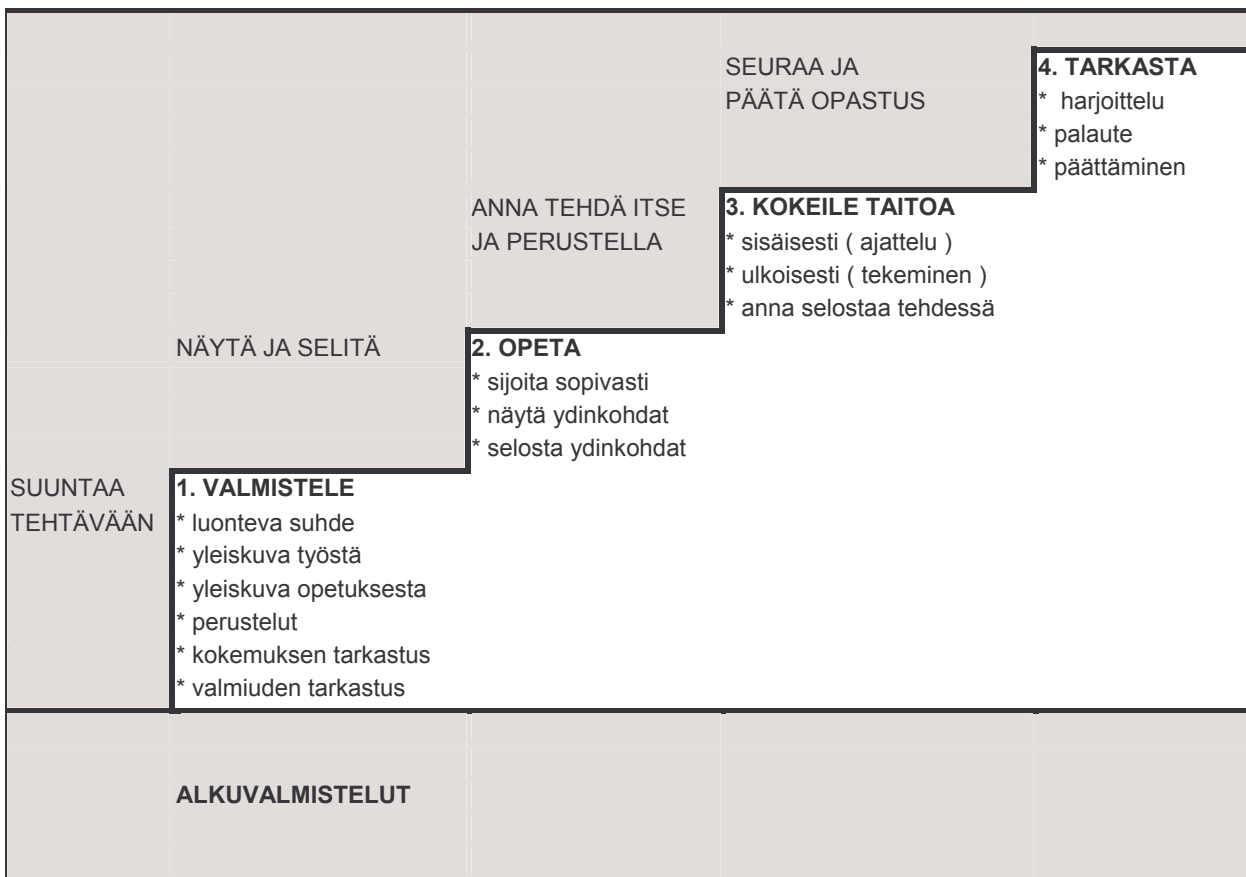 SEURAA JA
PÄÄTÄ OPASTUS
4. TARKASTA
* harjoittelu
* palaute
* päättäminen
ANNA TEHDÄ ITSE
JA PERUSTELLA
3. KOKEILE TAITOA
* sisäisesti ( ajattelu )
* ulkoisesti ( tekeminen )
* anna selostaa tehdessä
NÄYTÄ JA SELITÄ
2. OPETA
* sijoita sopivasti
* näytä ydinkohdat
* selosta ydinkohdat
SUUNTAA
TEHTÄVÄÄN
1. VALMISTELE
* luonteva suhde
* yleiskuva työstä
* yleiskuva opetuksesta
* perustelut
* kokemuksen tarkastus
* valmiuden tarkastus
ALKUVALMISTELUT